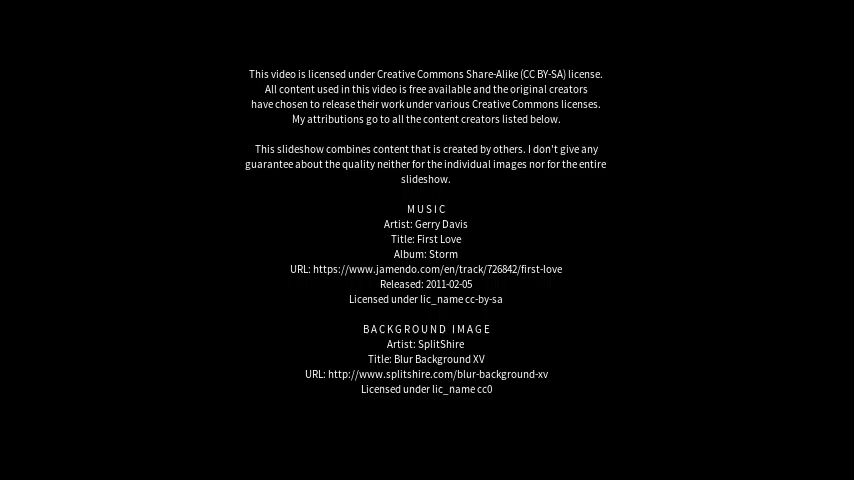 This video is licensed under Creative Commons Share-Alike (CC BY-SA) license.
All content used in this video is free available and the original creators
have chosen to release their work under various Creative Commons licenses.
My attributions go to all the content creators listed below.
This slideshow combines content that is created by others. I don't give any
guarantee about the quality neither for the individual images nor for the entire
slideshow.
MUSIC
Artist: Gerry Davis
Title: First Love
Album: Storm
URL: https://www.jamendo.com/en/track/726842/first-love
Released: 2011-02-05
Licensed under lic_name cc-by-sa
BACKGROUND IMAGE
Artist: SplitShire
Title: Blur Background XV
URL: http://www.splitshire.com/blur-background-xv
Licensed under lic_name cc0